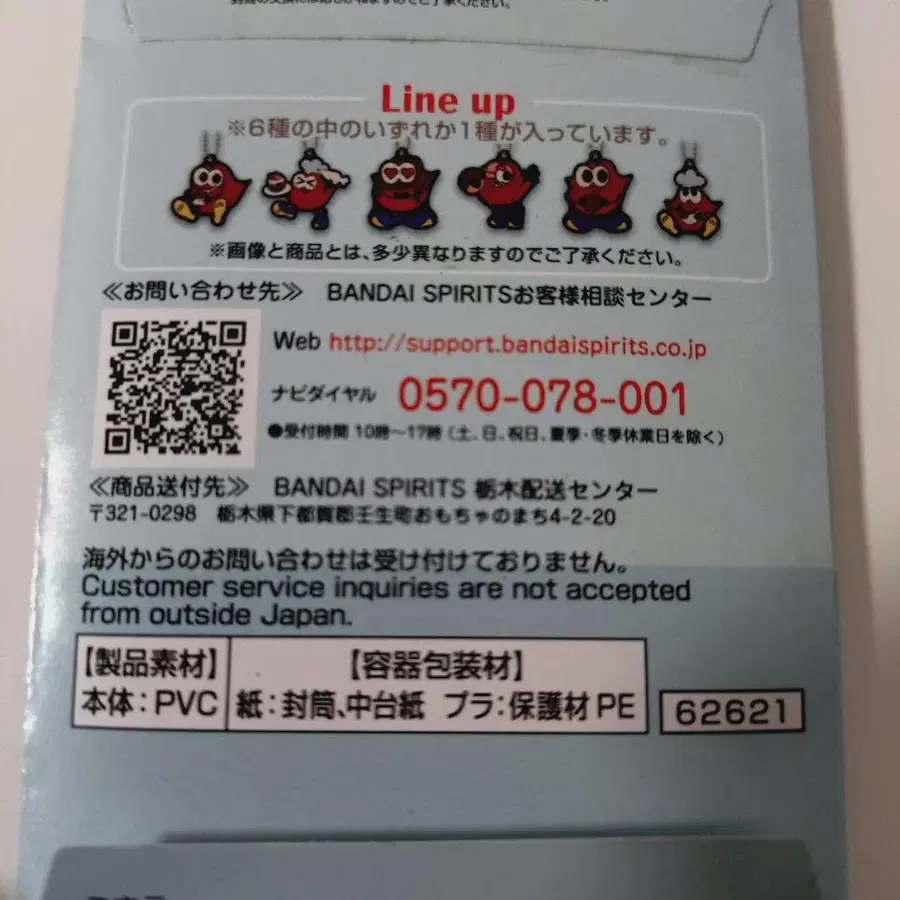 Line up
※6種の中のいずれか1種が入っています。
※画像と商品とは、多少異なりますのでご了承ください。
≪お問い合わせ先≫ BANDAI SPIRITSお客様相談センター
Web http://support.bandaispirits.co.jp
ナビダイヤル 0570-078-001
●受付時間 10時～17時（土、日、祝日、夏季・冬季休業日を除く）
≪商品送付先≫ BANDAI SPIRITS 栃木配送センター
〒321-0298 栃木県下都賀郡壬生町おもちゃのまち4-2-20
海外からのお問い合わせは受け付けておりません。
Customer service inquiries are not accepted
from outside Japan.
【製品素材】 【容器包装材】
本体：PVC 紙：封筒、中台紙 プラ：保護材 PE 62621